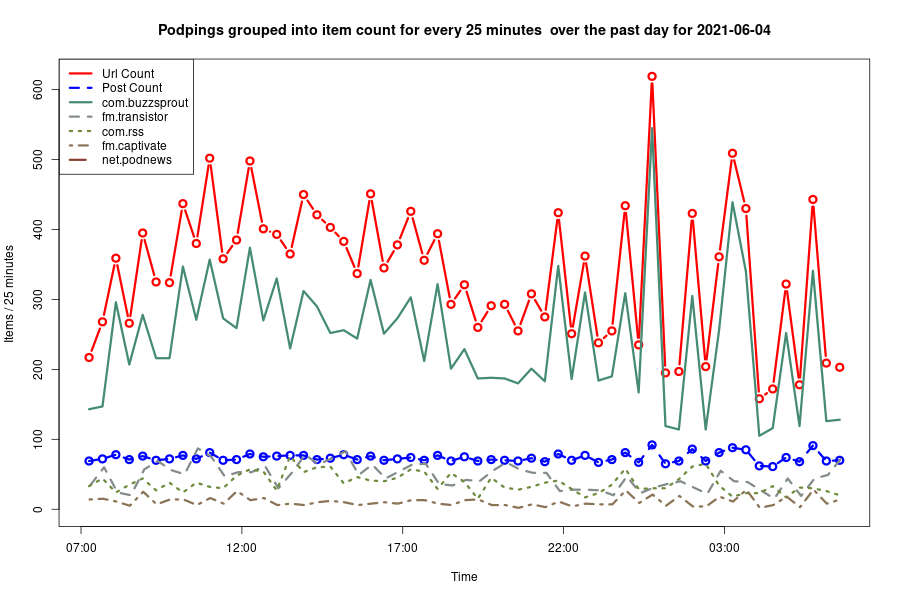 Podpings grouped into item count for every 25 minutes  over the past day for 2021-06-04
Url Count
Post Count
com.buzzsprout
fm.transistor
com.rss
fm.captivate
net.podnews
Items / 25 minutes
600
500
400
300
200
100
0
07:00 12:00 17:00 22:00 03:00
Time